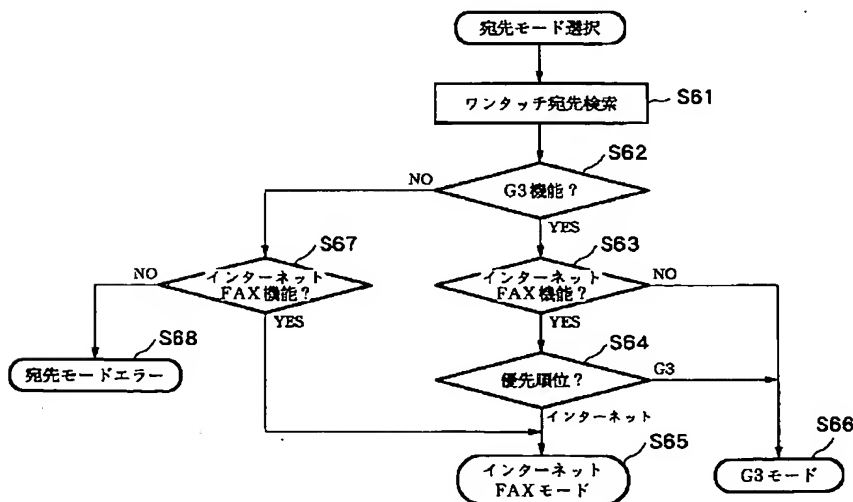 宛先モード選択
ワンタッチ宛先検索
S61
S62
G3機能?
NO
YES
S67
インターネット
FAX機能?
NO
YES
S63
インターネット
FAX機能?
NO
YES
S68
宛先モードエラー
S64
優先順位?
G3
インターネット
S65
インターネット
FAXモード
S66
G3モード